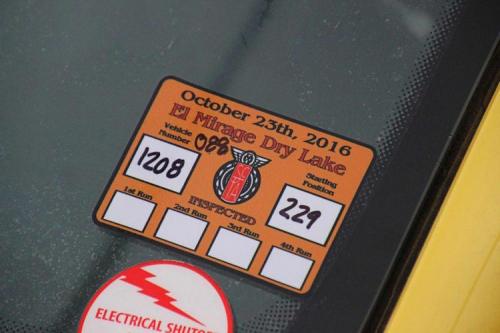 October 23th, 2016
El Mirage Dry Lake
Vehicle
Number
088
1208
Starting
Position
229
INSPECTED
1st Run
2nd Run
3rd Run
4th Run
ELECTRICAL